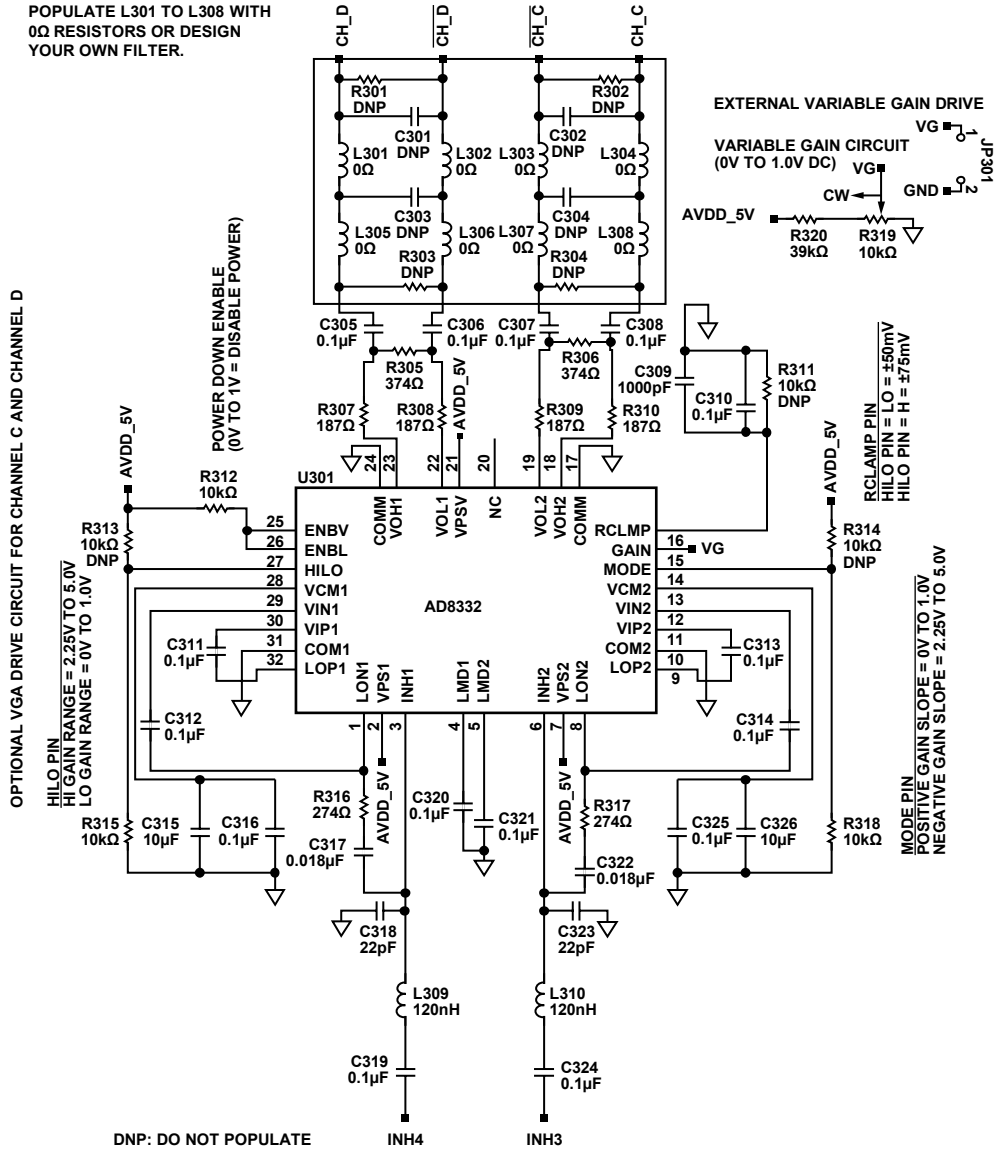 POPULATE L301 TO L308 WITH
0Ω RESISTORS OR DESIGN
YOUR OWN FILTER.
CH_D
CH_D
CH_C
CH_C
R301
DNP
R302
DNP
C301
DNP
C302
DNP
L301
0Ω
L302
0Ω
L303
0Ω
L304
0Ω
C303
DNP
C304
DNP
L305
0Ω
L306
0Ω
L307
0Ω
L308
0Ω
R303
DNP
R304
DNP
EXTERNAL VARIABLE GAIN DRIVE
VG
1
JP301
GND
2
VARIABLE GAIN CIRCUIT
(0V TO 1.0V DC)
VG
CW
AVDD_5V
R320
39kΩ
R319
10kΩ
C305
0.1µF
C306
0.1µF
C307
0.1µF
C308
0.1µF
R305
374Ω
R306
374Ω
AVDD_5V
R307
187Ω
R308
187Ω
R309
187Ω
R310
187Ω
C309
1000pF
C310
0.1µF
R311
10kΩ
DNP
POWER DOWN ENABLE
(0V TO 1V = DISABLE POWER)
RCLAMP PIN
HILO PIN = LO = ±50mV
HILO PIN = H = ±75mV
OPTIONAL VGA DRIVE CIRCUIT FOR CHANNEL C AND CHANNEL D
AVDD_5V
R312
10kΩ
R313
10kΩ
DNP
AVDD_5V
R314
10kΩ
DNP
U301
24
23
22
21
20
19
18
17
COMM
VOH1
VOL1
VPSV
NC
VOL2
VOH2
COMM
25
ENBV
26
ENBL
27
HILO
28
VCM1
29
VIN1
30
VIP1
31
COM1
32
LOP1
AD8332
RCLMP
GAIN
16
VG
MODE
15
VCM2
14
VIN2
13
VIP2
12
COM2
11
LOP2
10
9
LON1
VPS1
INH1
LMD1
LMD2
INH2
VPS2
LON2
1
2
3
4
5
6
7
8
HILO PIN
HI GAIN RANGE = 2.25V TO 5.0V
LO GAIN RANGE = 0V TO 1.0V
MODE PIN
POSITIVE GAIN SLOPE = 0V TO 1.0V
NEGATIVE GAIN SLOPE = 2.25V TO 5.0V
C311
0.1µF
C313
0.1µF
C312
0.1µF
C314
0.1µF
AVDD_5V
AVDD_5V
R315
10kΩ
C315
10µF
C316
0.1µF
R316
274Ω
C317
0.018µF
C320
0.1µF
C321
0.1µF
R317
274Ω
C322
0.018µF
C325
0.1µF
C326
10µF
R318
10kΩ
C318
22pF
C323
22pF
L309
120nH
L310
120nH
C319
0.1µF
C324
0.1µF
DNP: DO NOT POPULATE
INH4
INH3